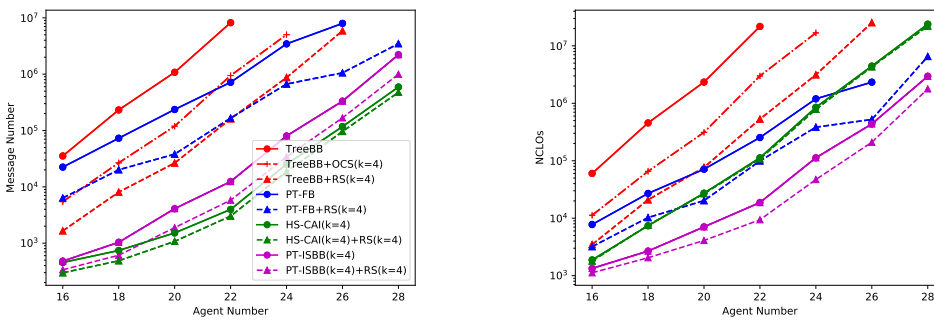 10^7
10^6
10^5
10^4
10^3
Messsage Number
16 18 20 22 24 26 28
Agent Number
TreeBB
TreeBB+OCS(k=4)
TreeBB+RS(k=4)
PT-FB
PT-FB+RS(k=4)
HS-CAI(k=4)
HS-CAI(k=4)+RS(k=4)
PT-ISBB(k=4)
PT-ISBB(k=4)+RS(k=4)
10^7
10^6
10^5
10^4
10^3
NCLOs
16 18 20 22 24 26 28
Agent Number